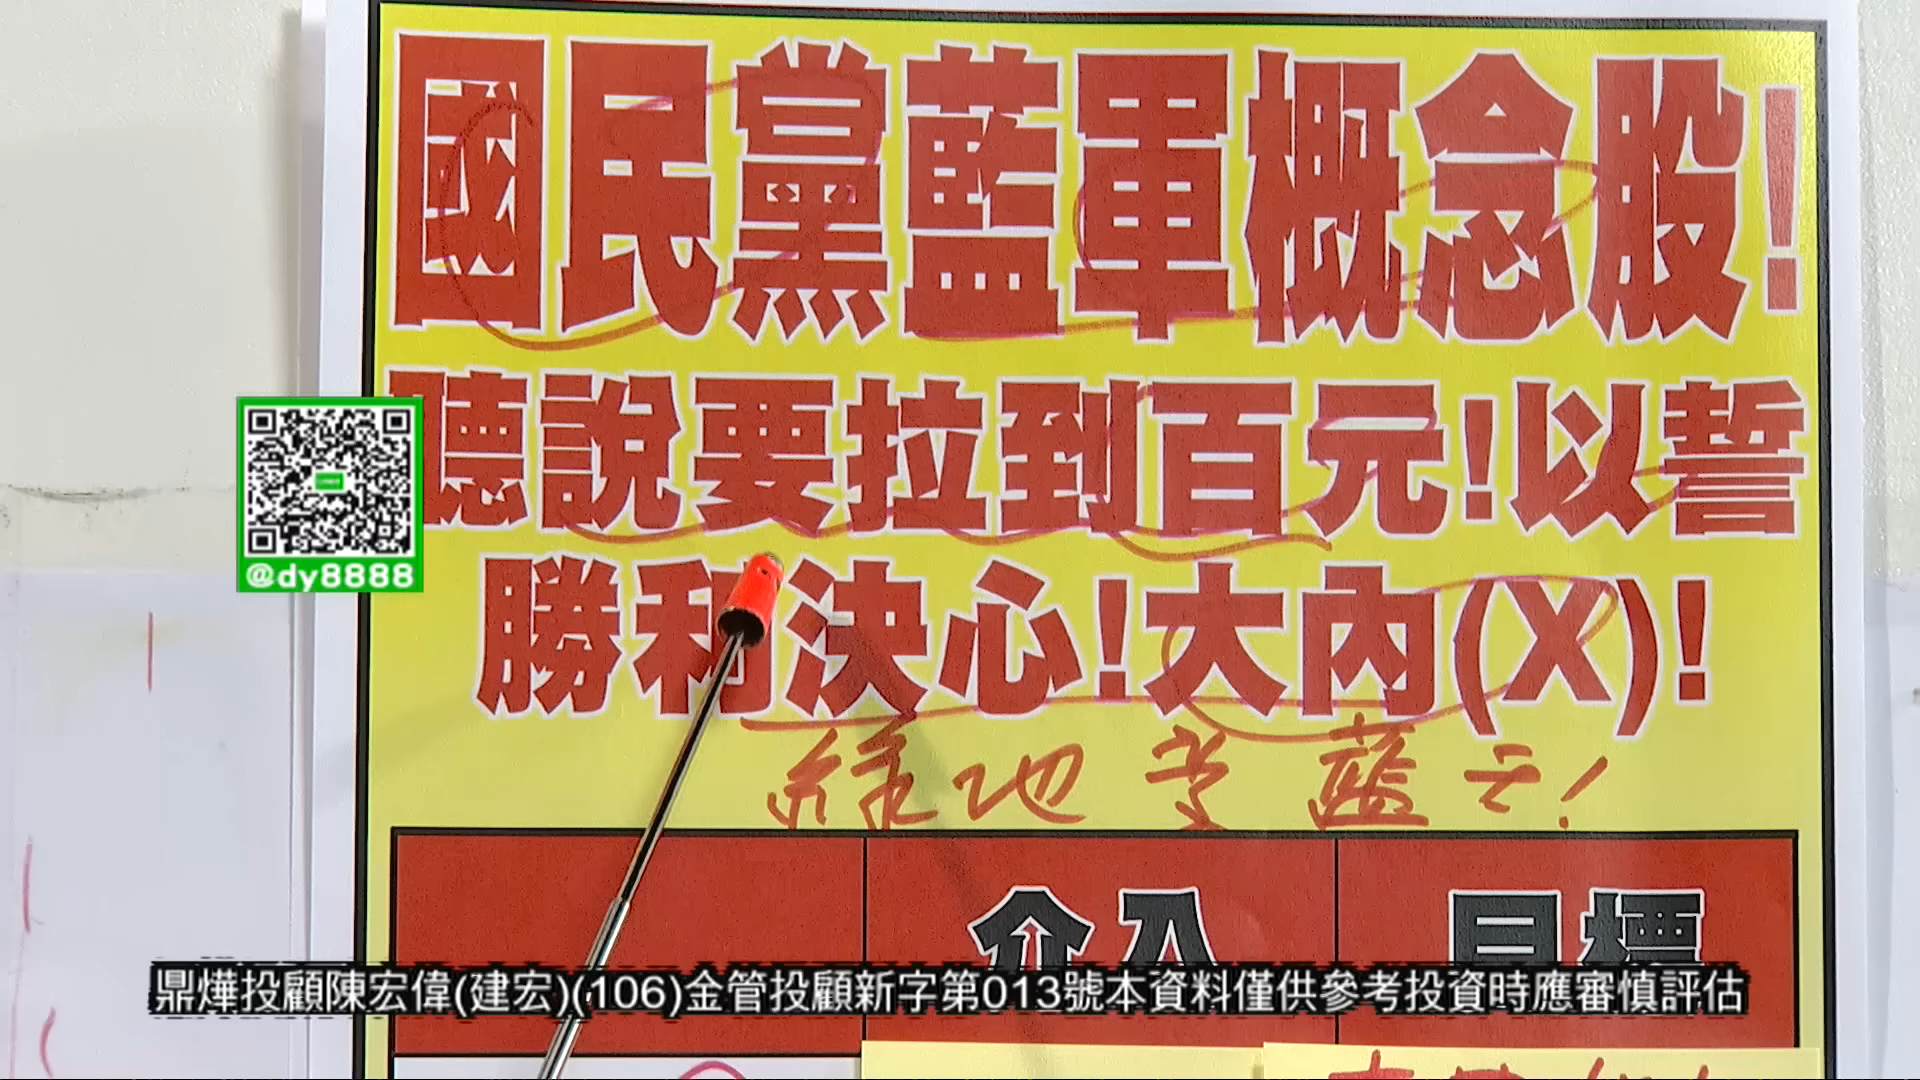 國民黨藍軍概念股!
聽說要拉到百元!以誓
勝利決心!大內(X)!
綠地變藍天!
@dy8888
介入
目標
鼎燁投顧陳宏偉(建宏)(106)金管投顧新字第013號本資料僅供參考投資時應審慎評估